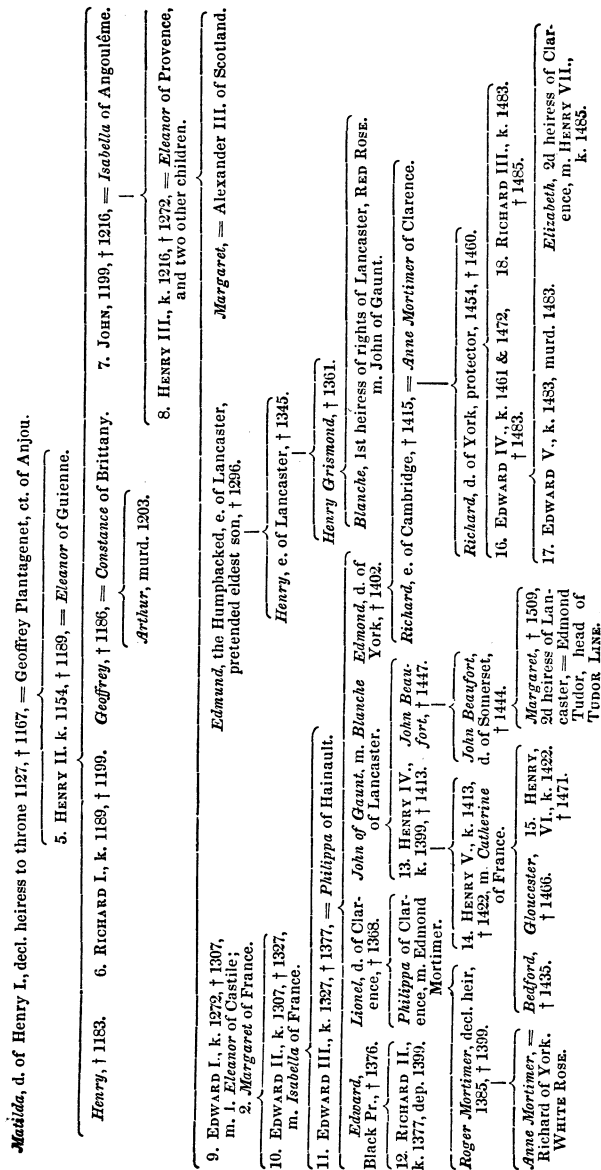 Matilda, d. of Henry I., decl. heiress to throne 1127, † 1167, = Geoffrey Plantagenet, ct. of Anjou.
5. HENRY II. k. 1154, † 1189, = Eleanor of Guienne.
Henry, † 1183.
6. RICHARD I., k. 1189, † 1199.
Geoffrey, † 1186, = Constance of Brittany.
7. JOHN, 1199, † 1216, = Isabella of Angoulême.
Arthur, murd. 1203.
8. HENRY III., k. 1216, † 1272, = Eleanor of Provence,
and two other children.
9. EDWARD I., k. 1272, † 1307,
m. 1. Eleanor of Castile;
2. Margaret of France.
Edmund, the Humpbacked, e. of Lancaster,
pretended eldest son, † 1296.
Margaret, = Alexander III. of Scotland.
10. EDWARD II., k. 1307, † 1327,
m. Isabella of France.
Henry, e. of Lancaster, † 1345.
11. EDWARD III., k. 1327, † 1377, = Philippa of Hainault.
Henry Grismond, † 1361.
Edward,
Black Pr., † 1376.
Lionel, d. of Clar-
ence, † 1368.
John of Gaunt, m. Blanche
of Lancaster.
Edmond, d. of
York, † 1402.
Blanche, 1st heiress of rights of Lancaster, RED ROSE.
m. John of Gaunt.
12. RICHARD II.,
k. 1377, dep. 1399.
Philippa of Clar-
ence, m. Edmond
Mortimer.
13. HENRY IV.,
k. 1399, † 1413.
John Beau-
fort, † 1447.
Richard, e. of Cambridge, † 1415, = Anne Mortimer of Clarence.
Roger Mortimer, decl. heir,
1385, † 1399.
14. HENRY V., k. 1413,
† 1422, m. Catherine
of France.
John Beaufort,
d. of Somerset,
† 1444.
Richard, d. of York, protector, 1454, † 1460.
16. EDWARD IV., k. 1461 & 1472,
† 1483.
18. RICHARD III., k. 1483.
† 1485.
Anne Mortimer, =
Richard of York.
WHITE ROSE.
Bedford,
† 1435.
Gloucester,
† 1466.
15. HENRY,
VI., k. 1422.
† 1471.
Margaret, † 1509,
2d heiress of Lan-
caster, = Edmond
Tudor, head of
TUDOR LINE.
17. EDWARD V., k. 1483, murd. 1483.
Elizabeth, 2d heiress of Clar-
ence, m. HENRY VII.,
k. 1485.